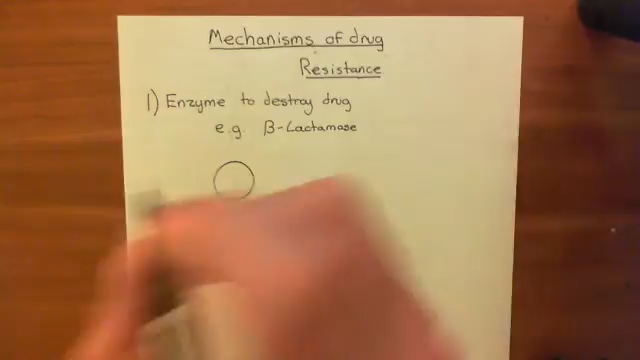 Mechanisms of drug
Resistance
1) Enzyme to destroy drug
e.g. β-Lactamase